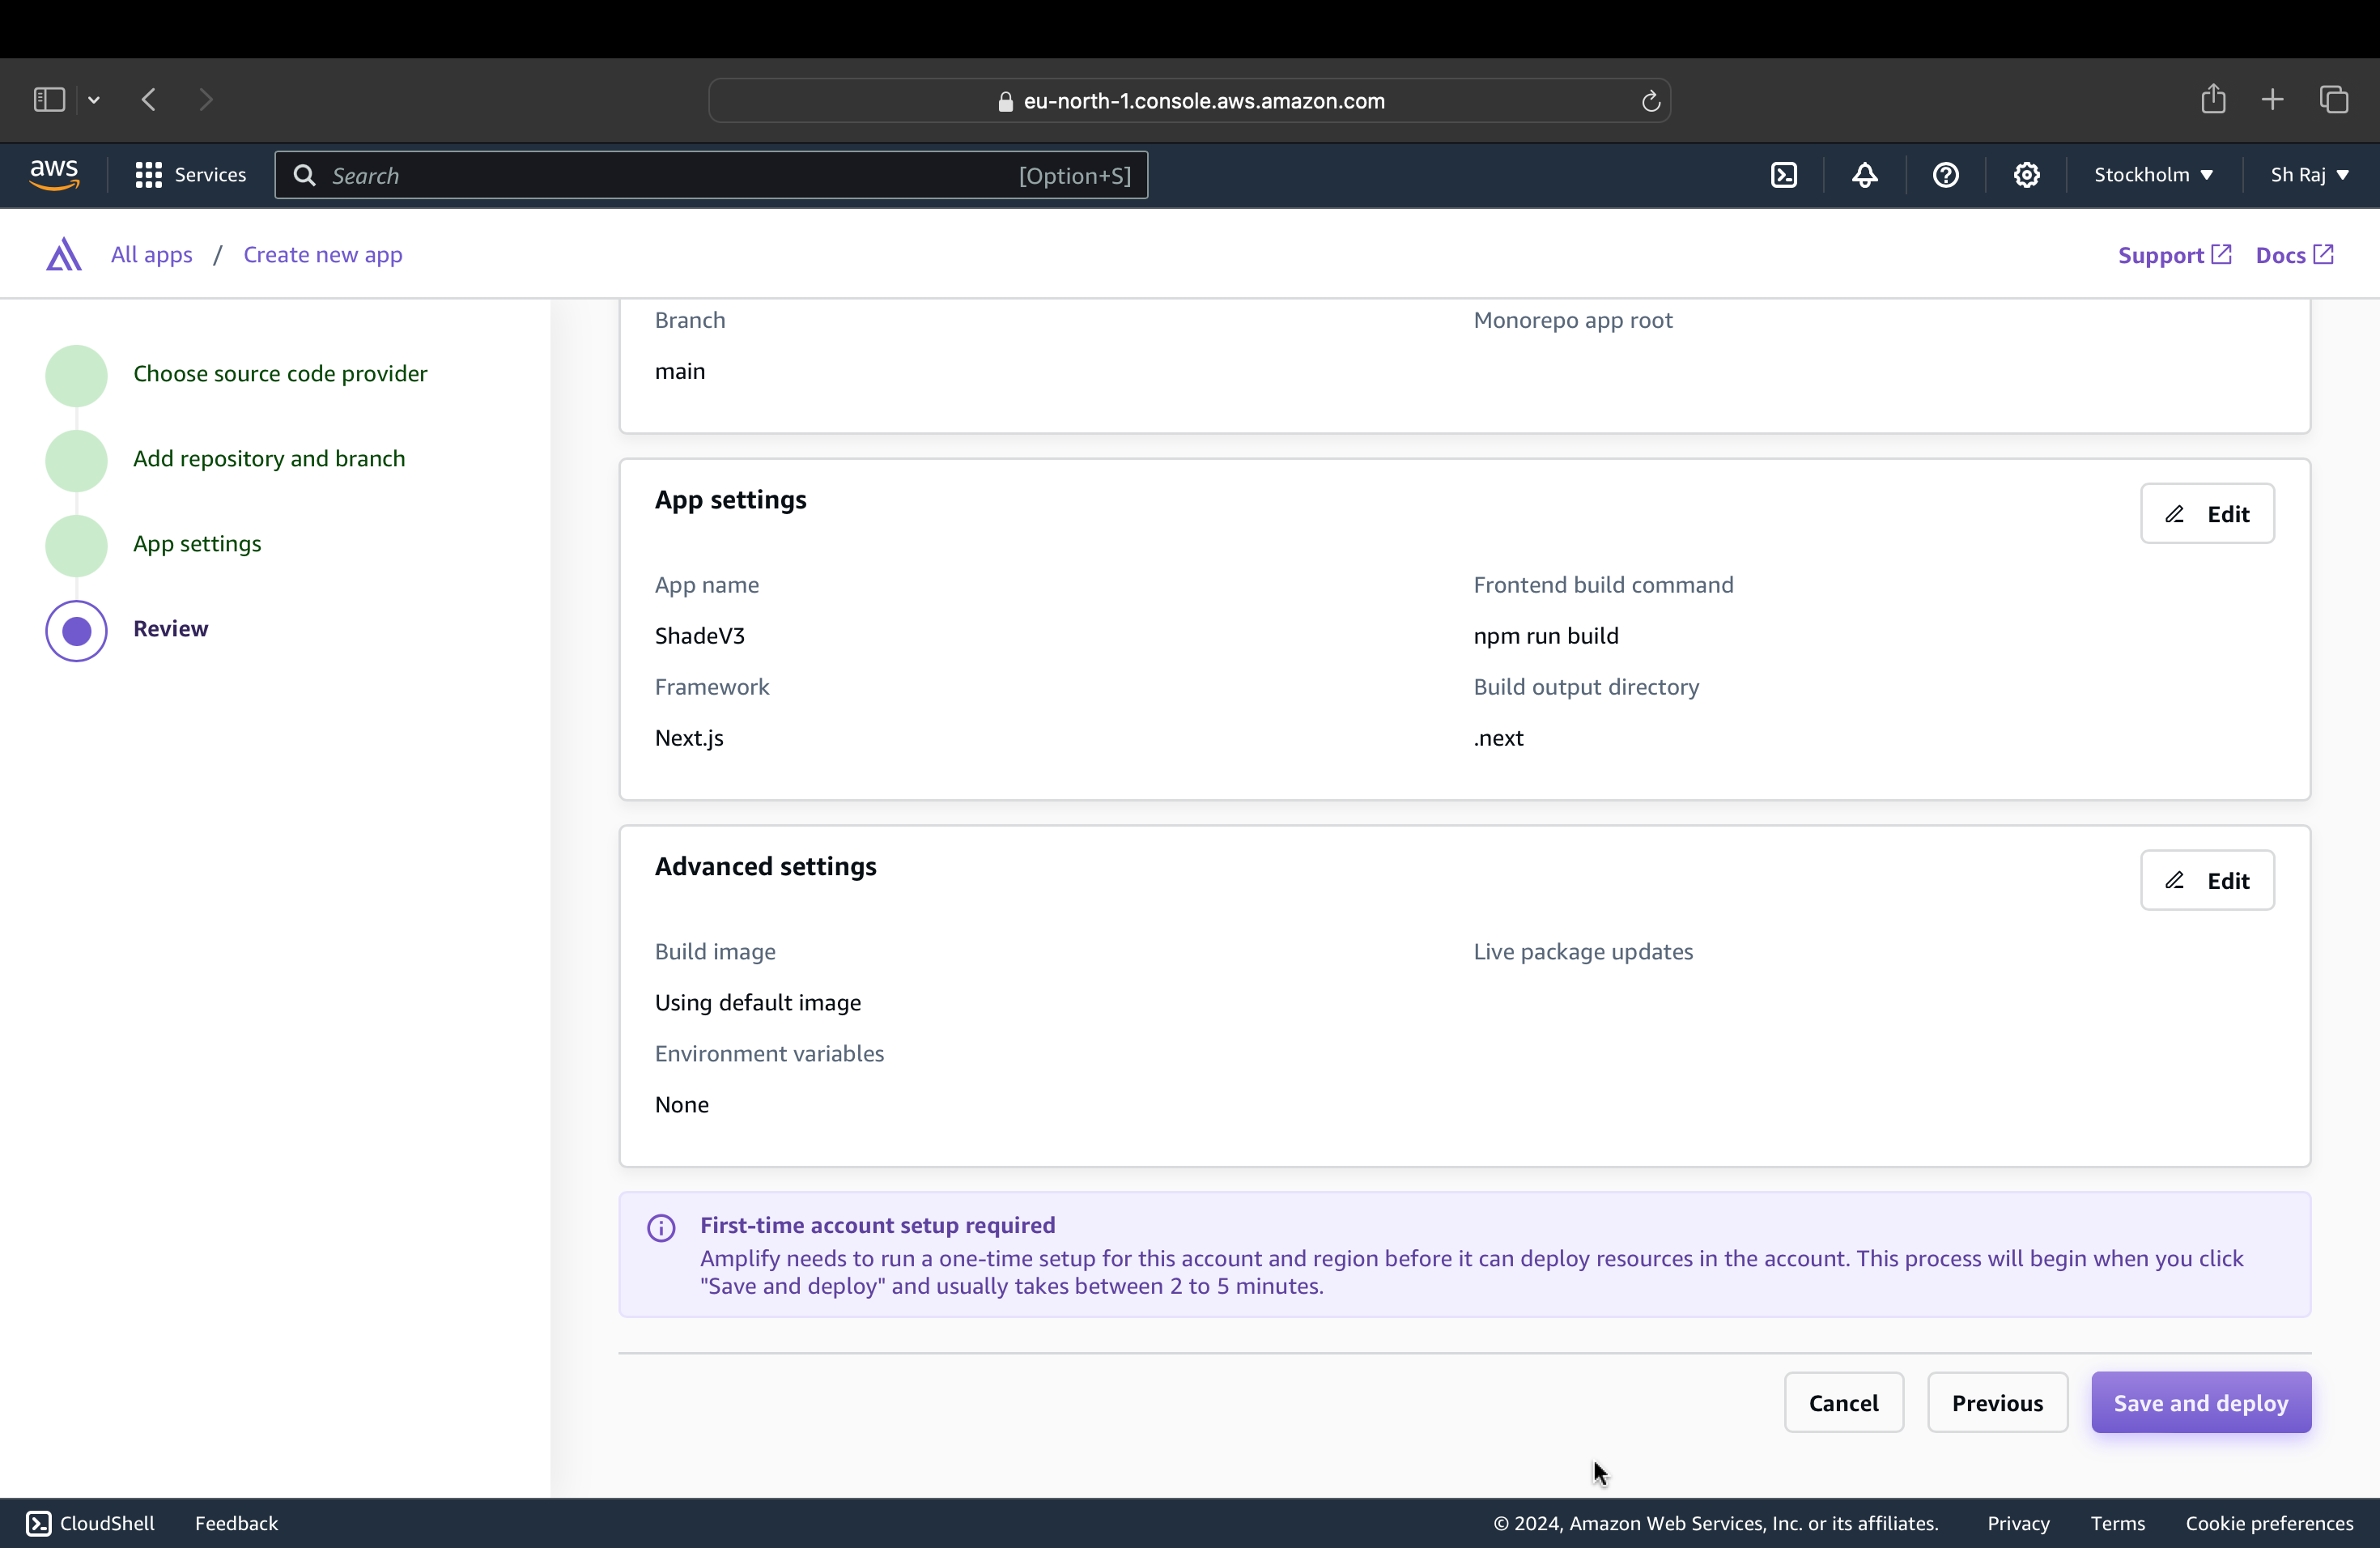 eu-north-1.console.aws.amazon.com
aws
Services
Search
[Option+S]
Stockholm
Sh Raj
All apps / Create new app
Support
Docs
Choose source code provider
Add repository and branch
App settings
Review
Branch
Monorepo app root
main
App settings
Edit
App name
Frontend build command
ShadeV3
npm run build
Framework
Build output directory
Next.js
.next
Advanced settings
Edit
Build image
Live package updates
Using default image
Environment variables
None
First-time account setup required
Amplify needs to run a one-time setup for this account and region before it can deploy resources in the account. This process will begin when you click
"Save and deploy" and usually takes between 2 to 5 minutes.
Cancel
Previous
Save and deploy
CloudShell
Feedback
© 2024, Amazon Web Services, Inc. or its affiliates.
Privacy
Terms
Cookie preferences